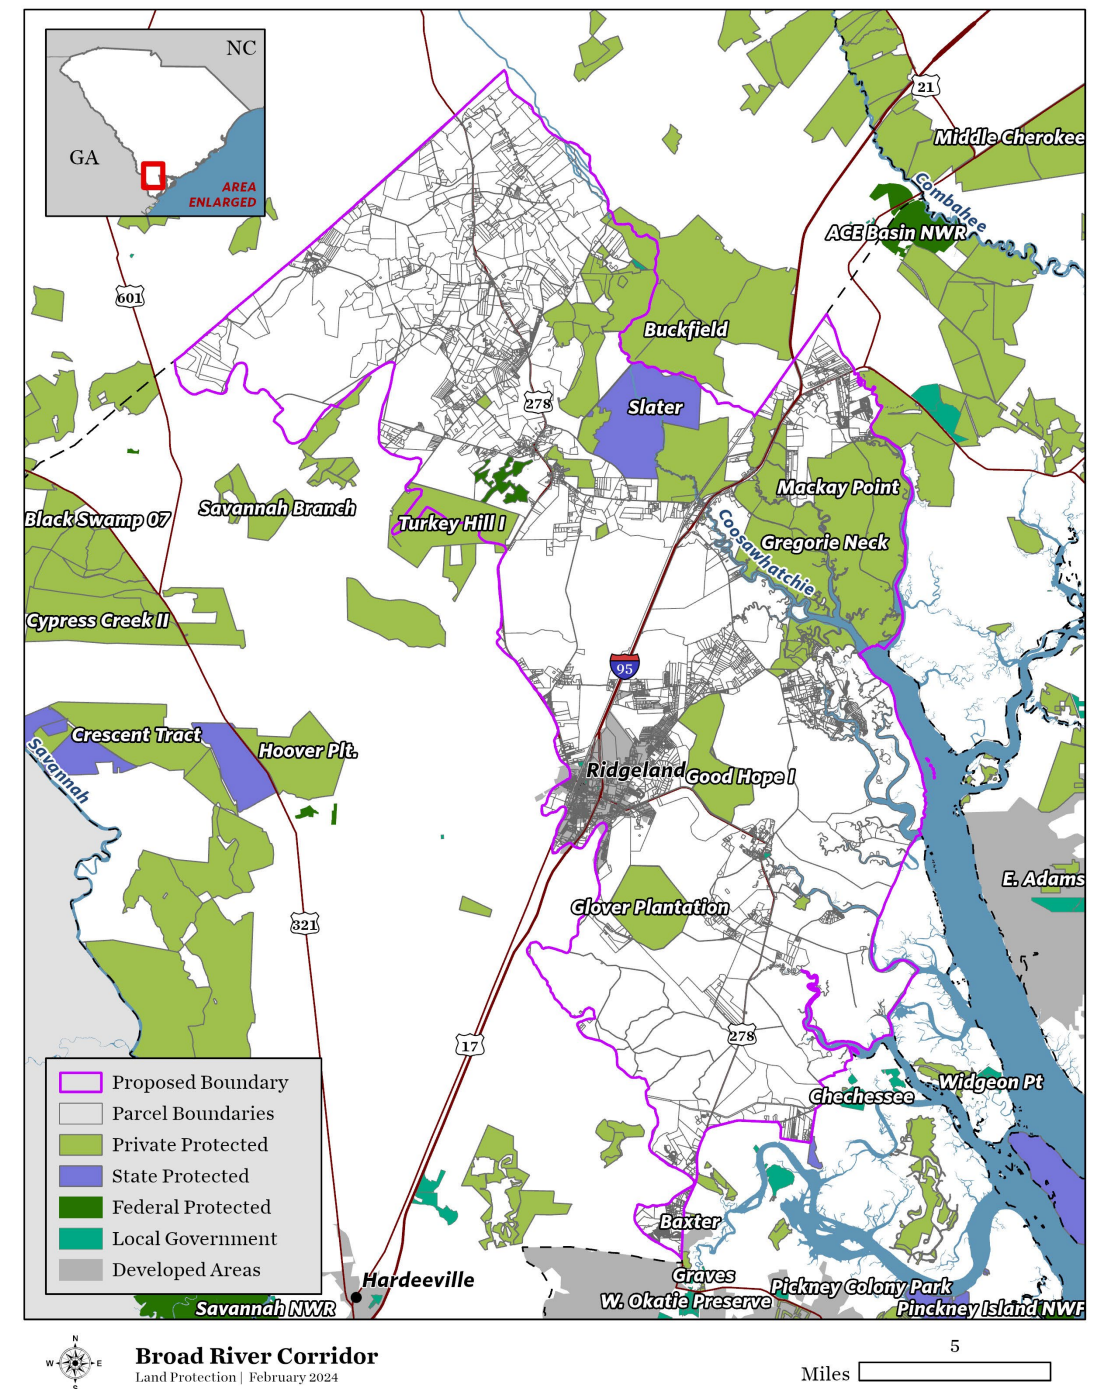 NC
GA
AREA
ENLARGED
21
Middle Cherokee
Combahee
ACE Basin NWR
601
Buckfield
278
Slater
Savannah Branch
Mackay Point
Black Swamp 07
Turkey Hill I
Coosawhatchie
Gregorie Neck
Cypress Creek II
95
Crescent Tract
Hoover Plt.
Savannah
Ridgeland
Good Hope I
E. Adams
Glover Plantation
321
278
17
Widgeon Pt
Chechessee
Proposed Boundary
Parcel Boundaries
Private Protected
State Protected
Federal Protected
Local Government
Developed Areas
Baxter
Graves
Hardeeville
Pickney Colony Park
W. Okatie Preserve
Savannah NWR
Pinckney Island NWF
N
W
E
S
Broad River Corridor
Land Protection | February 2024
5
Miles